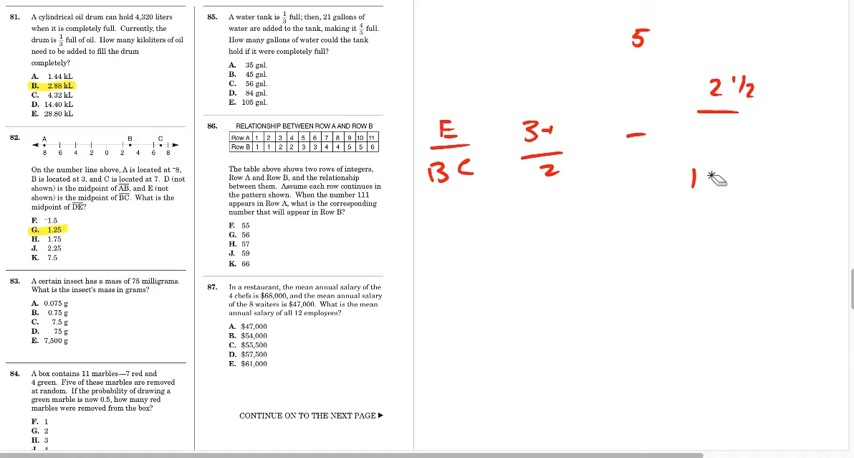 81. A cylindrical oil drum can hold 4,320 liters
when it is completely full. Currently, the
drum is 1/3 full of oil. How many kiloliters of oil
need to be added to fill the drum
completely?
A. 1.44 kL
B. 2.88 kL
C. 4.32 kL
D. 14.40 kL
E. 28.80 kL
82.
A B C
8 6 4 2 0 2 4 6 8
On the number line above, A is located at ⁻8,
B is located at 3, and C is located at 7. D (not
shown) is the midpoint of AB, and E (not
shown) is the midpoint of BC. What is the
midpoint of DE?
F. ⁻1.5
G. 1.25
H. 1.75
J. 2.25
K. 7.5
83. A certain insect has a mass of 75 milligrams.
What is the insect's mass in grams?
A. 0.075 g
B. 0.75 g
C. 7.5 g
D. 75 g
E. 7,500 g
84. A box contains 11 marbles—7 red and
4 green. Five of these marbles are removed
at random. If the probability of drawing a
green marble is now 0.5, how many red
marbles were removed from the box?
F. 1
G. 2
H. 3
J. 4
85. A water tank is 1/3 full; then, 21 gallons of
water are added to the tank, making it 4/5 full.
How many gallons of water could the tank
hold if it were completely full?
A. 35 gal.
B. 45 gal.
C. 56 gal.
D. 84 gal.
E. 105 gal.
86. RELATIONSHIP BETWEEN ROW A AND ROW B
Row A 1 2 3 4 5 6 7 8 9 10 11
Row B 1 1 2 2 3 3 4 4 5 5 6
The table above shows two rows of integers,
Row A and Row B, and the relationship
between them. Assume each row continues in
the pattern shown. When the number 111
appears in Row A, what is the corresponding
number that will appear in Row B?
F. 55
G. 56
H. 57
J. 59
K. 66
87. In a restaurant, the mean annual salary of the
4 chefs is $68,000, and the mean annual salary
of the 8 waiters is $47,000. What is the mean
annual salary of all 12 employees?
A. $47,000
B. $54,000
C. $55,500
D. $57,500
E. $61,000
CONTINUE ON TO THE NEXT PAGE
5
2 1/2
E 3+ -
BC 2 1